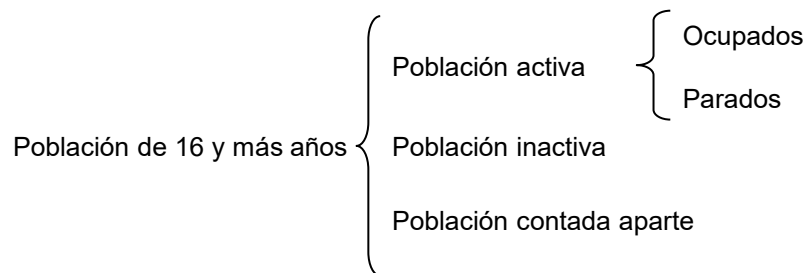 Ocupados
Población activa
Parados
Población de 16 y más años
Población inactiva
Población contada aparte